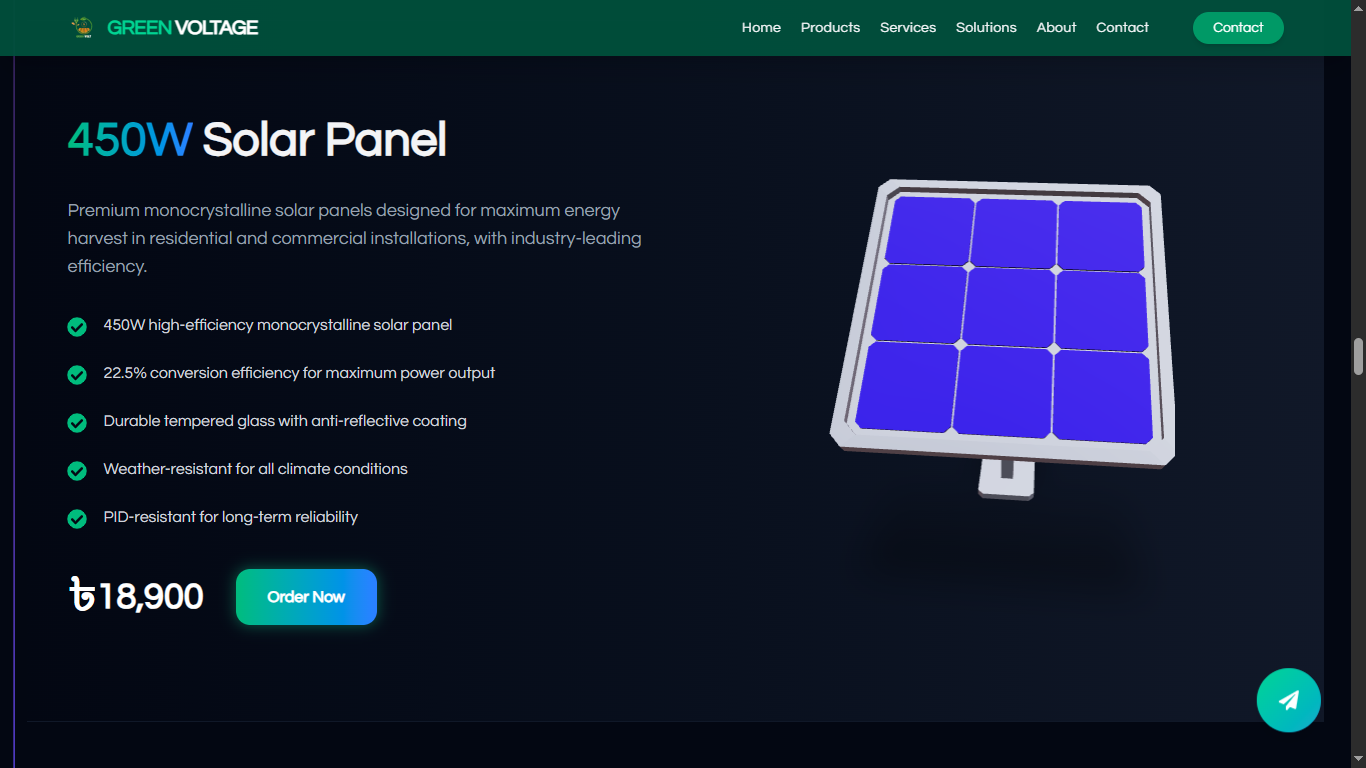 GREEN VOLTAGE
Home Products Services Solutions About Contact Contact
450W Solar Panel
Premium monocrystalline solar panels designed for maximum energy
harvest in residential and commercial installations, with industry-leading
efficiency.
450W high-efficiency monocrystalline solar panel
22.5% conversion efficiency for maximum power output
Durable tempered glass with anti-reflective coating
Weather-resistant for all climate conditions
PID-resistant for long-term reliability
৳18,900
Order Now